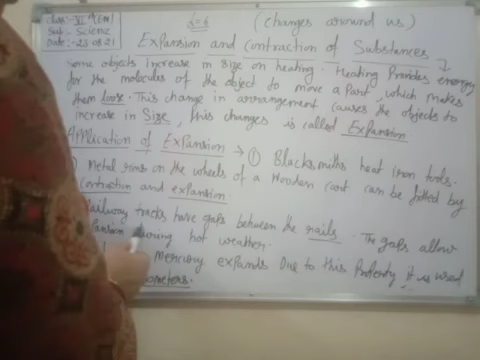 Class:- VI
Sub - Science
Date:- 23-08-21
(changes around us)
Expansion and contraction of Substances
Some objects increase in size on heating. Heating Provides energy
for the molecules of the object to move a Part, which makes
them loose. This change in arrangement causes the objects to
increase in Size, this changes is called Expansion
Application of Expansion → ① Blacksmiths heat iron tools.
Metal rims on the wheels of a wooden cart can be fitted by
contraction and expansion.
Railway tracks have gaps between the rails. The gaps allow
during hot weather.
Mercury expands Due to this Property it is used